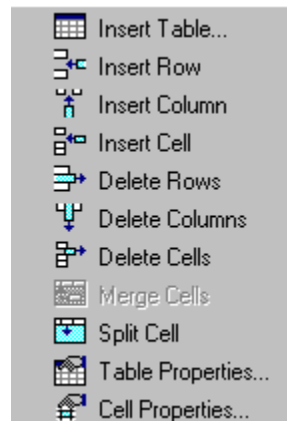 Insert Table...
Insert Row
Insert Column
Insert Cell
Delete Rows
Delete Columns
Delete Cells
Merge Cells
Split Cell
Table Properties...
Cell Properties...